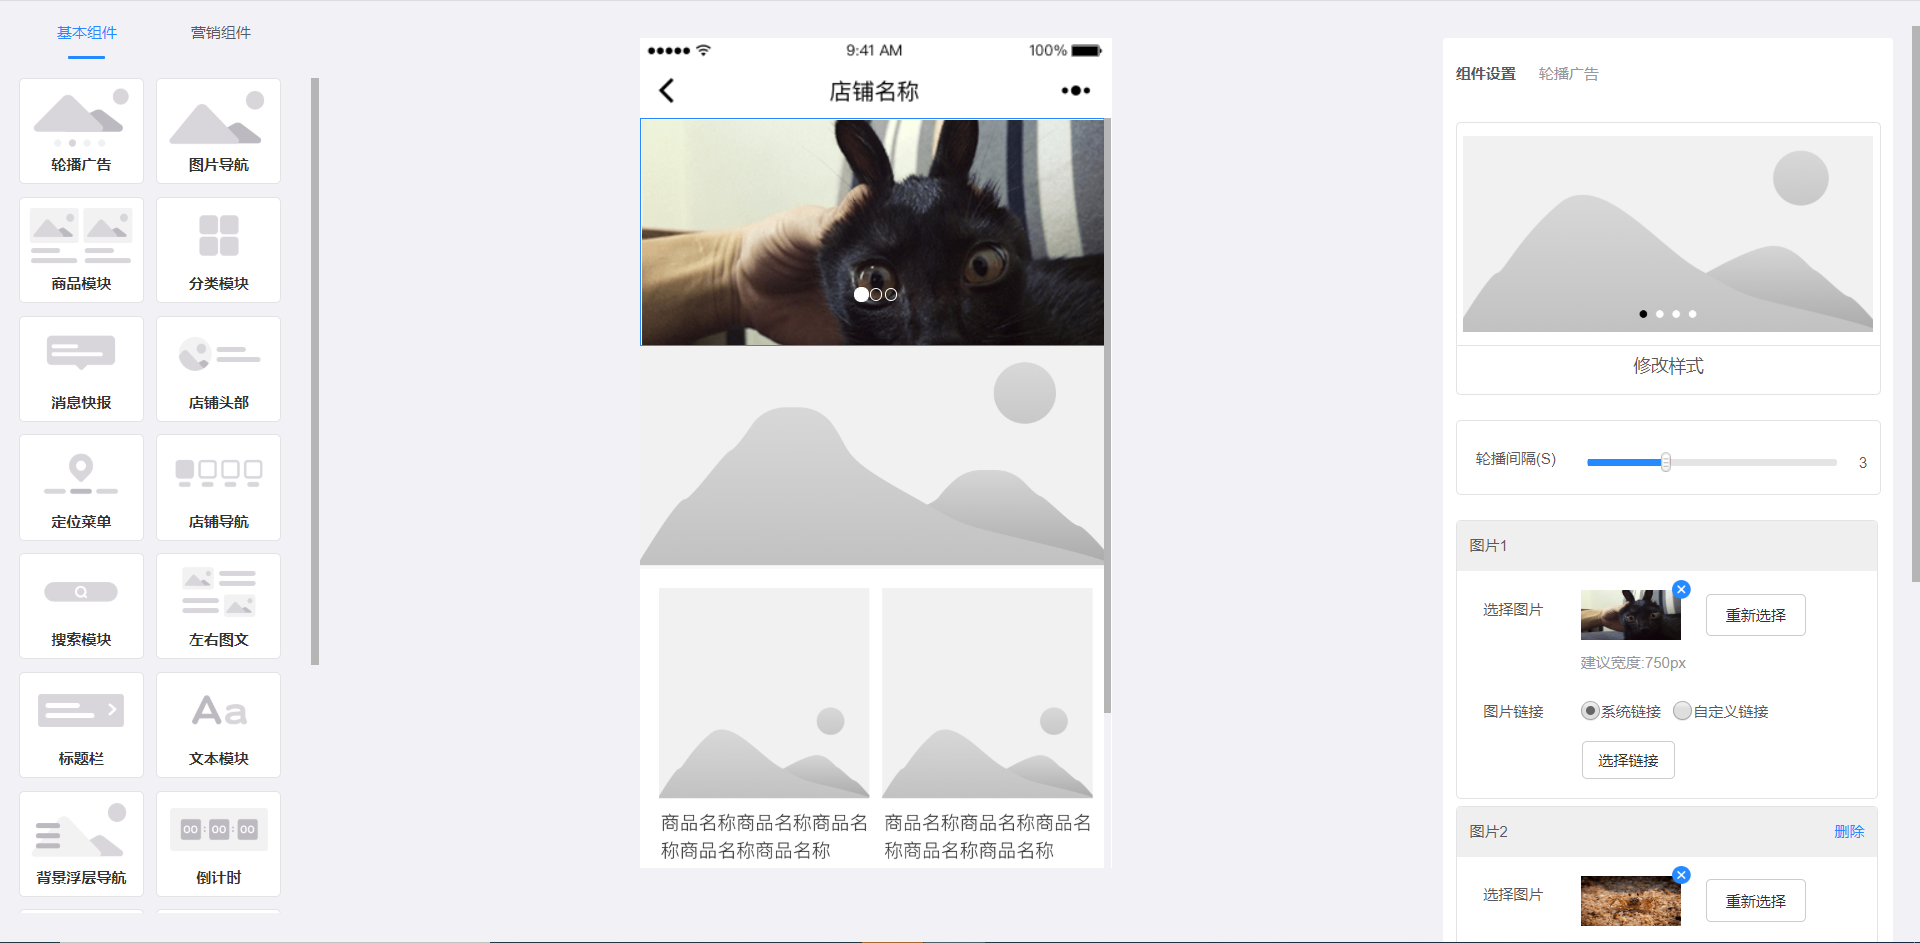 基本组件
营销组件
轮播广告
图片导航
商品模块
分类模块
消息快报
店铺头部
定位菜单
店铺导航
搜索模块
左右图文
标题栏
Aa
文本模块
背景浮层导航
00:00:00
倒计时
9:41 AM
100%
店铺名称
商品名称商品名称商品名
称商品名称商品名称
商品名称商品名称商品名
称商品名称商品名称
组件设置
轮播广告
修改样式
轮播间隔(S)
3
图片1
选择图片
重新选择
建议宽度:750px
图片链接
系统链接
自定义链接
选择链接
图片2
删除
选择图片
重新选择